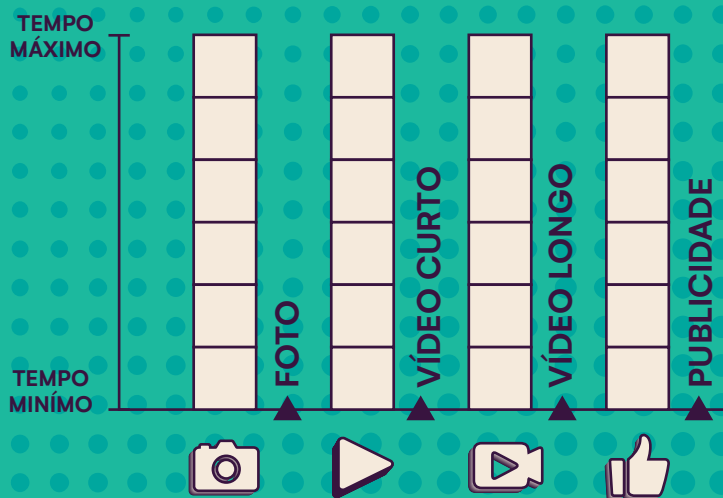 TEMPO
MÁXIMO
FOTO
VÍDEO CURTO
VÍDEO LONGO
PUBLICIDADE
TEMPO
MINÍMO